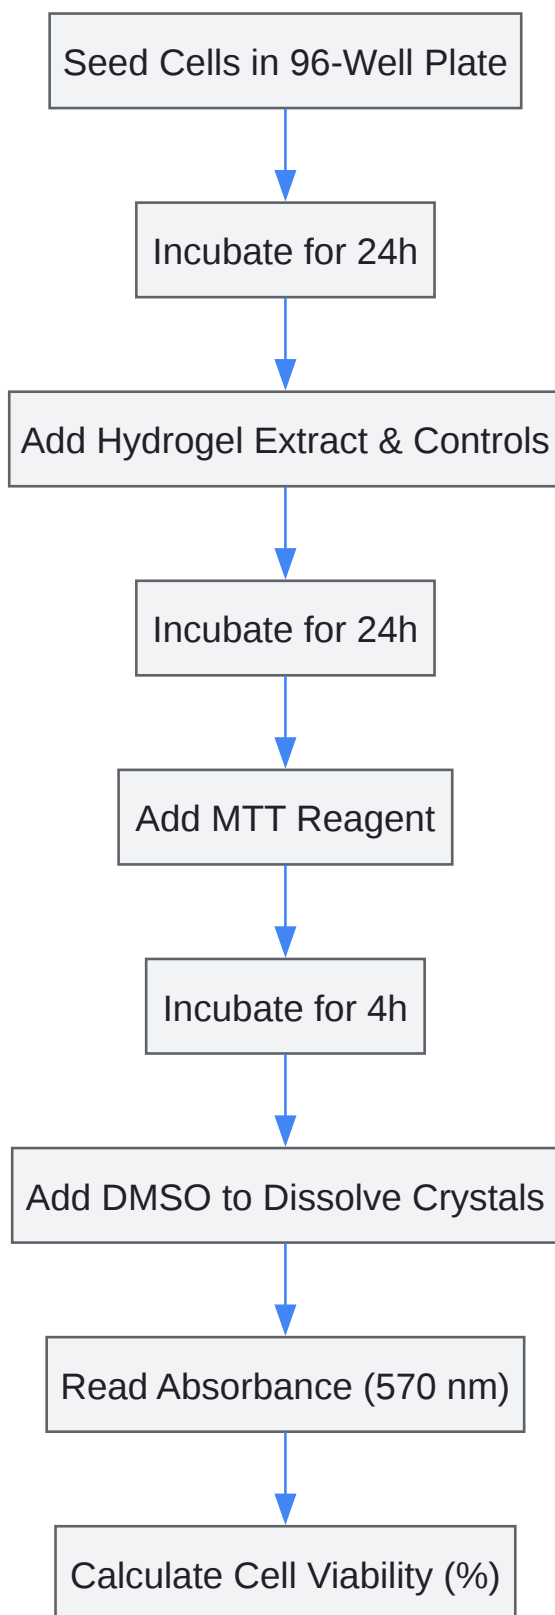 Seed Cells in 96-Well Plate
Incubate for 24h
Add Hydrogel Extract & Controls
Incubate for 24h
Add MTT Reagent
Incubate for 4h
Add DMSO to Dissolve Crystals
Read Absorbance (570 nm)
Calculate Cell Viability (%)